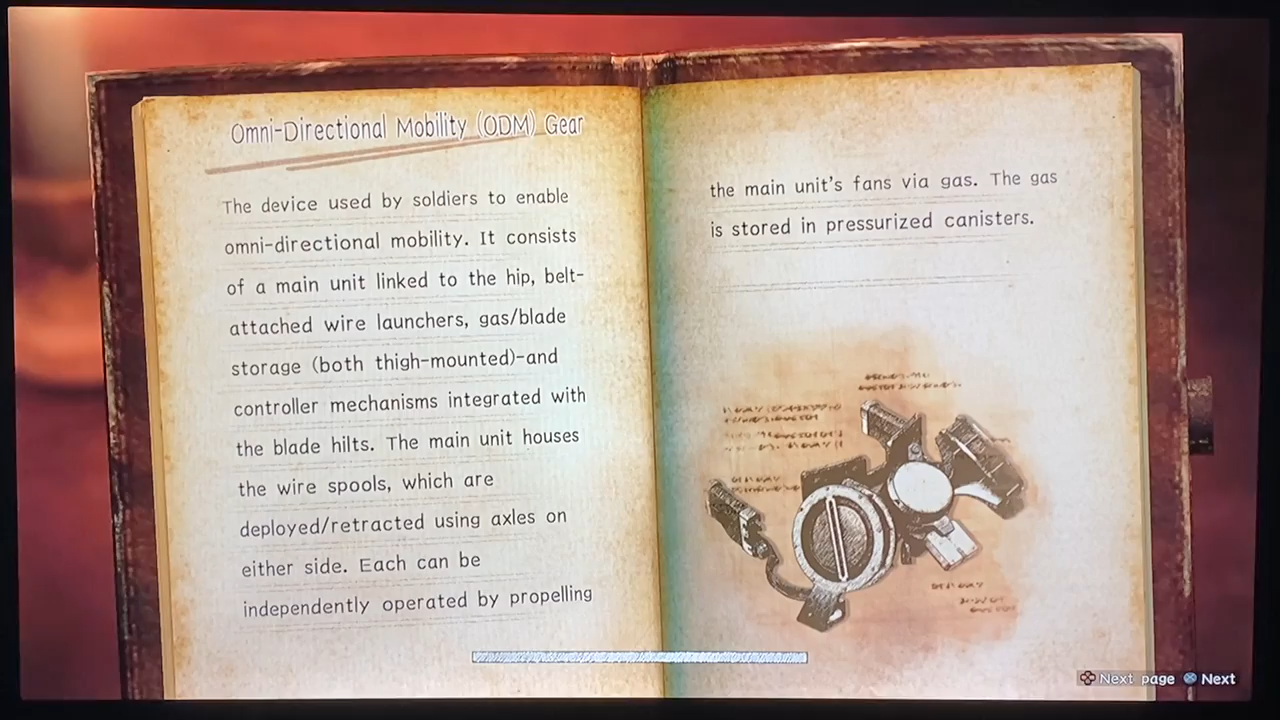 Omni-Directional Mobility (ODM) Gear
The device used by soldiers to enable
omni-directional mobility. It consists
of a main unit linked to the hip, belt-
attached wire launchers, gas/blade
storage (both thigh-mounted)-and
controller mechanisms integrated with
the blade hilts. The main unit houses
the wire spools, which are
deployed/retracted using axles on
either side. Each can be
independently operated by propelling
the main unit's fans via gas. The gas
is stored in pressurized canisters.
Next page Next